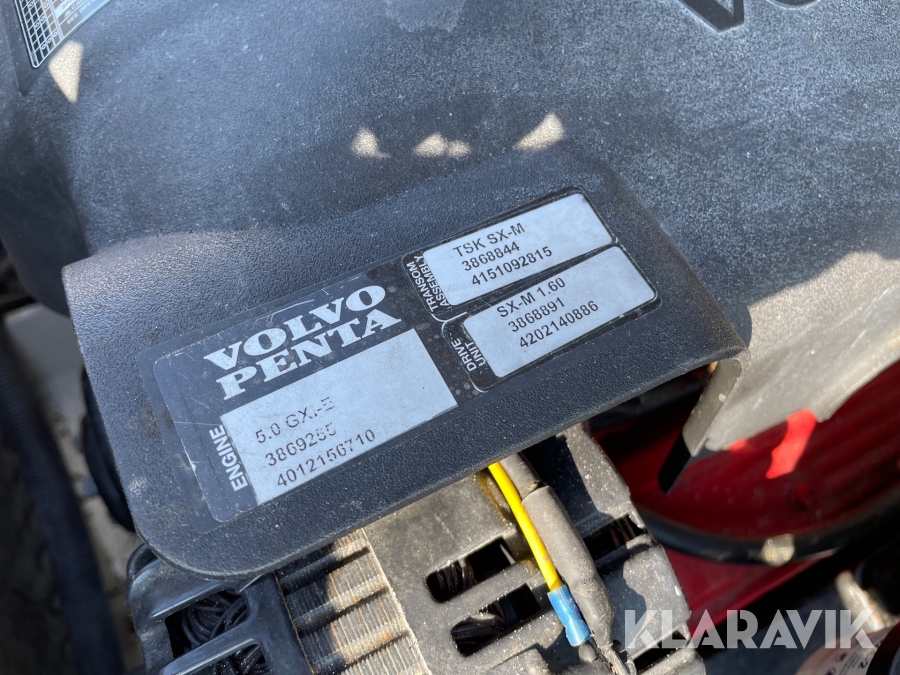 VOLVO
PENTA
ENGINE
5.0 GXI-E
3869285
4012156710
TRANSOM
ASSEMBLY
TSK SX-M
3868844
4151092815
DRIVE
UNIT
SX-M 1.60
3868891
4202140886
KLARAVIK